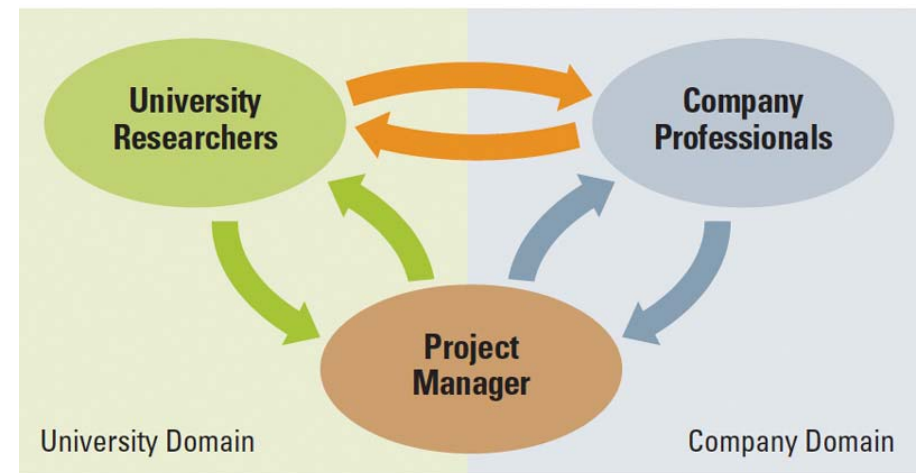 University
Researchers
Company
Professionals
Project
Manager
University Domain
Company Domain